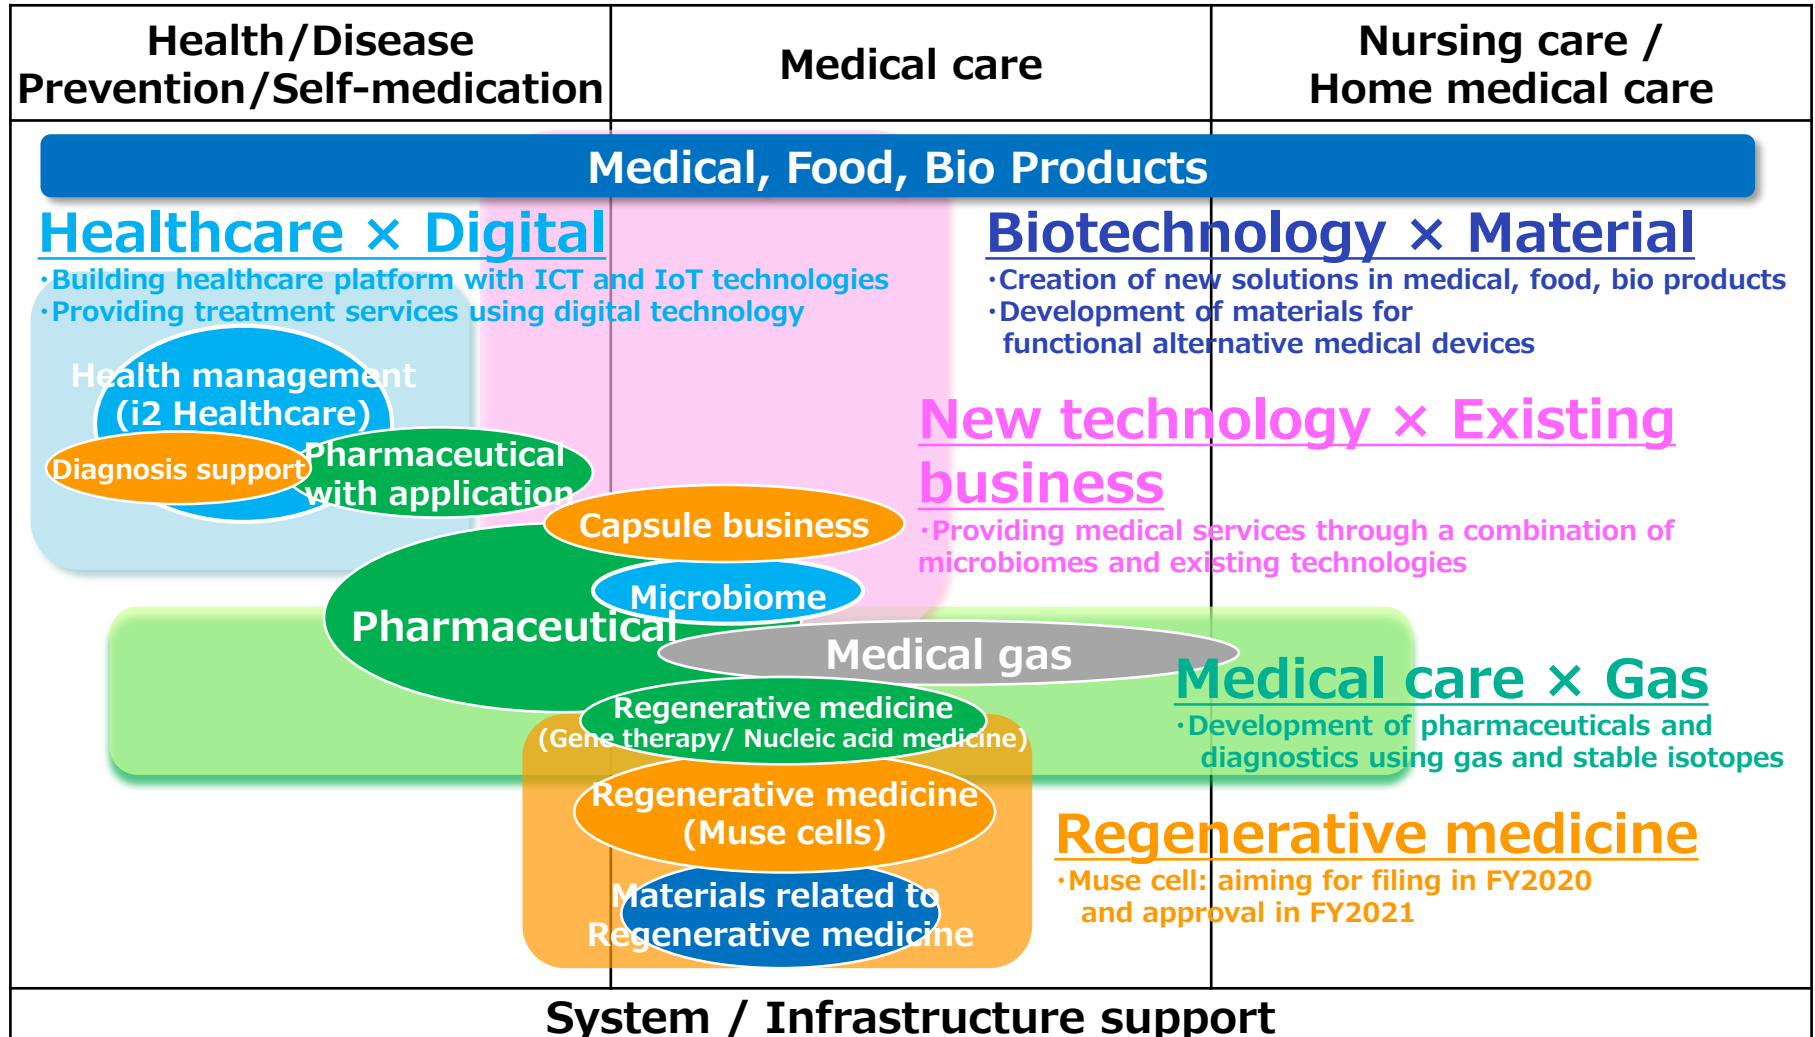 Health/Disease
Prevention/Self-medication
Medical care
Nursing care /
Home medical care
Medical, Food, Bio Products
Healthcare × Digital
・Building healthcare platform with ICT and IoT technologies
・Providing treatment services using digital technology
Biotechnology × Material
・Creation of new solutions in medical, food, bio products
・Development of materials for
functional alternative medical devices
Health management
(i2 Healthcare)
Diagnosis support
Pharmaceutical
with application
New technology × Existing
business
・Providing medical services through a combination of
microbiomes and existing technologies
Capsule business
Microbiome
Pharmaceutical
Medical gas
Medical care × Gas
・Development of pharmaceuticals and
diagnostics using gas and stable isotopes
Regenerative medicine
(Gene therapy/ Nucleic acid medicine)
Regenerative medicine
(Muse cells)
Regenerative medicine
・Muse cell: aiming for filing in FY2020
and approval in FY2021
Materials related to
Regenerative medicine
System / Infrastructure support